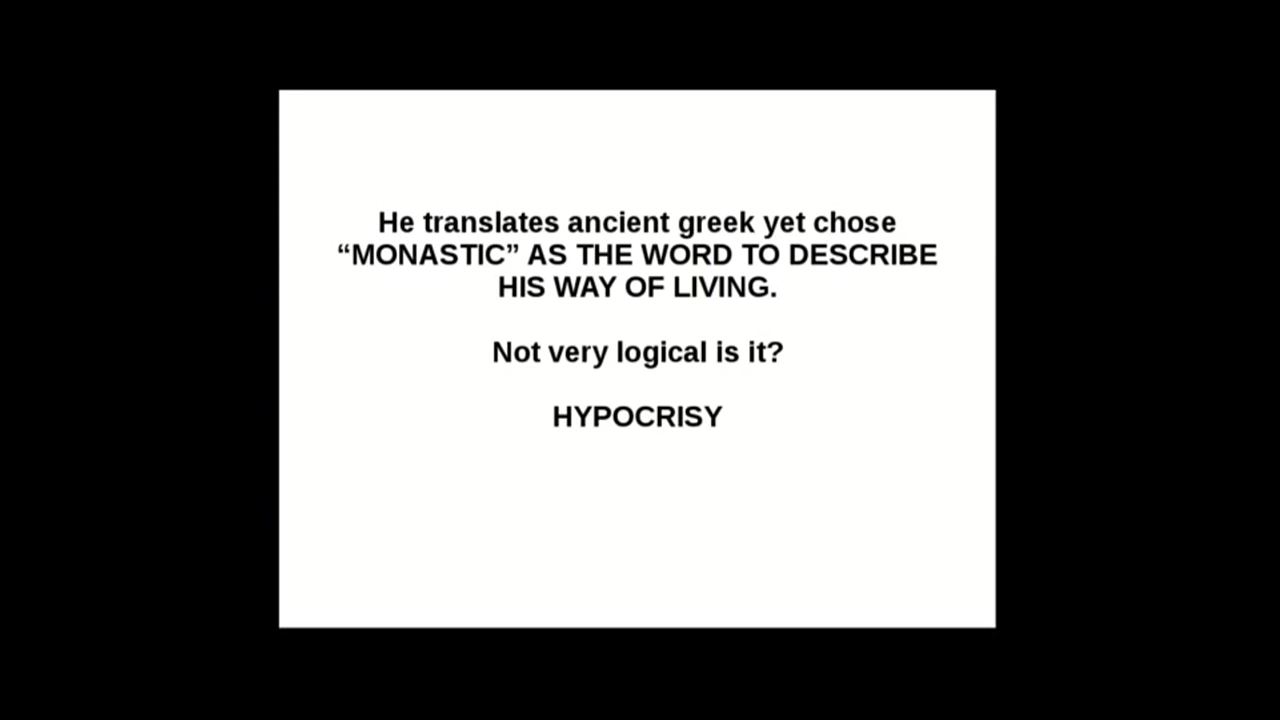 He translates ancient greek yet chose
“MONASTIC” AS THE WORD TO DESCRIBE
HIS WAY OF LIVING.
Not very logical is it?
HYPOCRISY